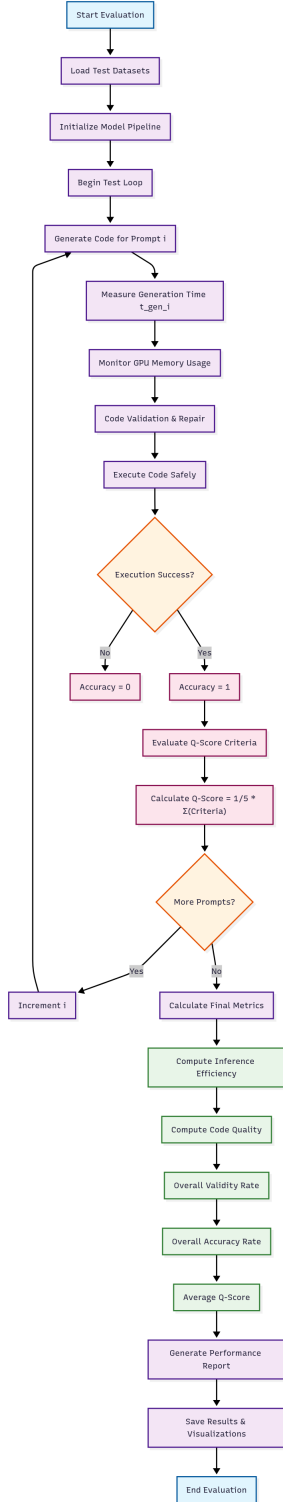 Start Evaluation
Load Test Datasets
Initialize Model Pipeline
Begin Test Loop
Generate Code for Prompt i
Measure Generation Time
t_gen_i
Monitor GPU Memory Usage
Code Validation & Repair
Execute Code Safely
Execution Success?
No
Yes
Accuracy = 0
Accuracy = 1
Evaluate Q-Score Criteria
Calculate Q-Score = 1/5 *
Σ(Criteria)
More Prompts?
Yes
No
Increment i
Calculate Final Metrics
Compute Inference
Efficiency
Compute Code Quality
Overall Validity Rate
Overall Accuracy Rate
Average Q-Score
Generate Performance
Report
Save Results &
Visualizations
End Evaluation